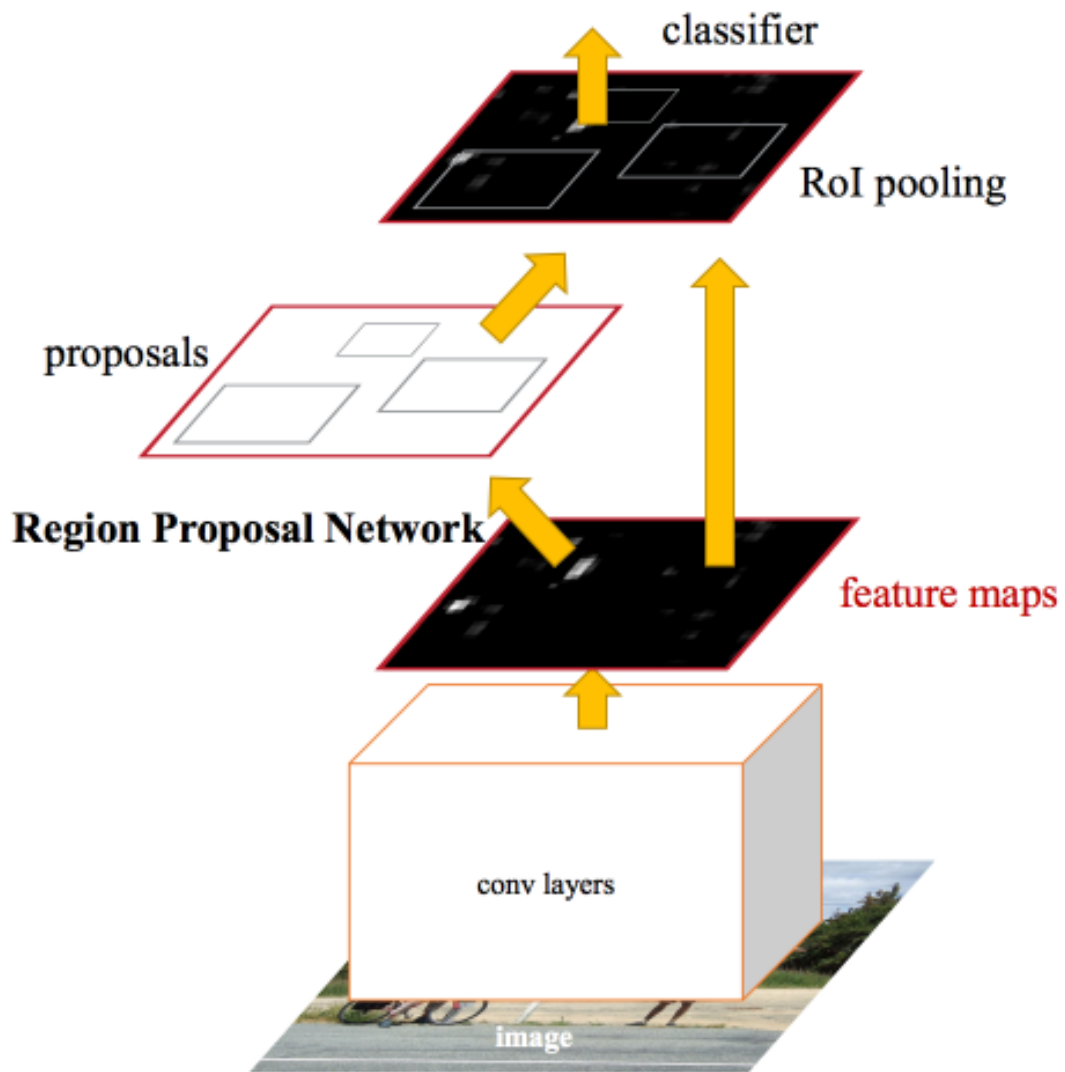 classifier
RoI pooling
proposals
Region Proposal Network
feature maps
conv layers
image